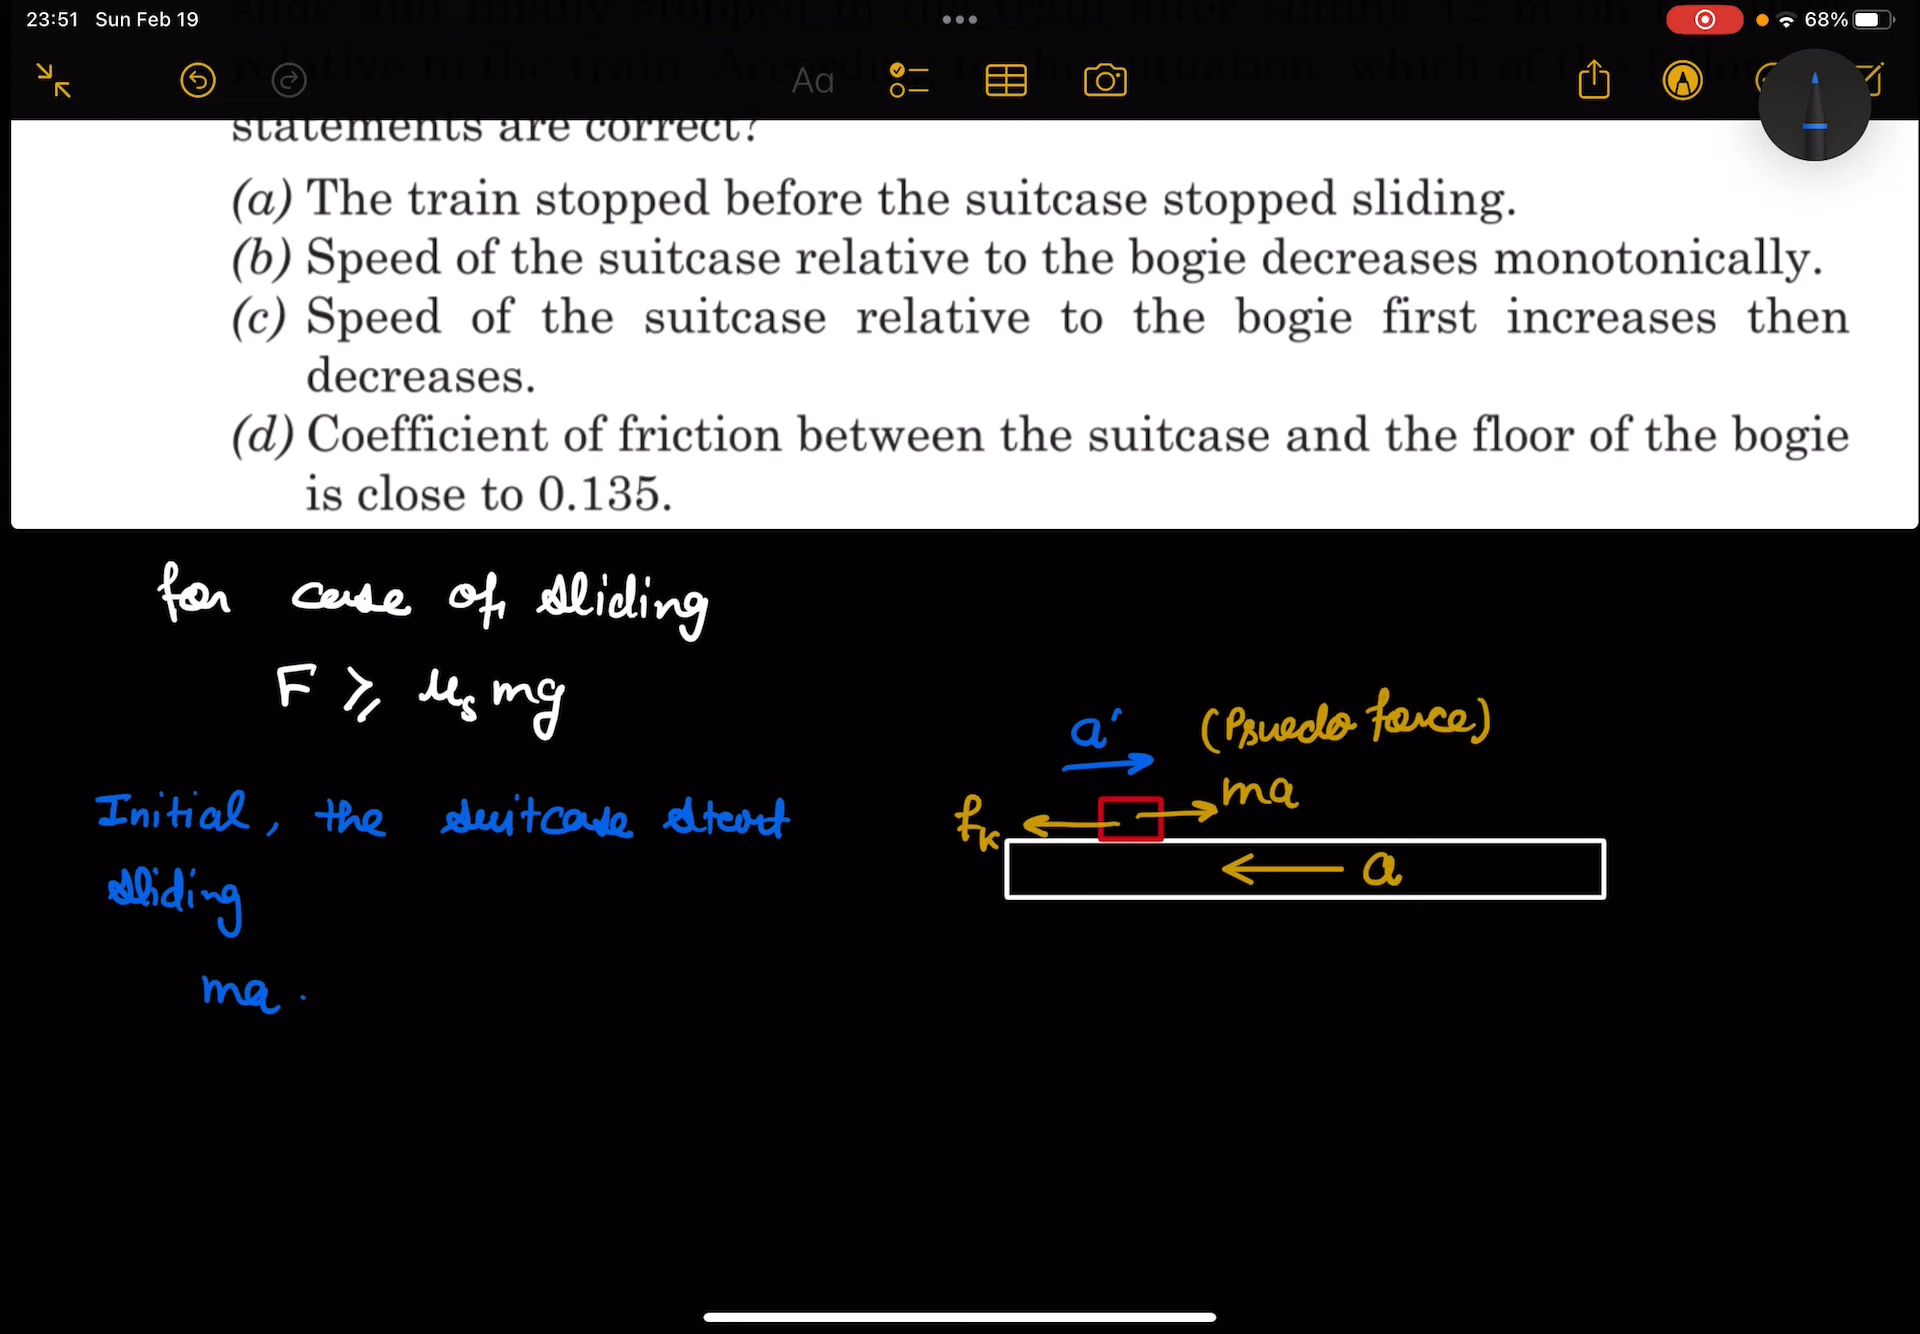 23:51 Sun Feb 19
68%
Aa
statements are correct?
(a) The train stopped before the suitcase stopped sliding.
(b) Speed of the suitcase relative to the bogie decreases monotonically.
(c) Speed of the suitcase relative to the bogie first increases then
decreases.
(d) Coefficient of friction between the suitcase and the floor of the bogie
is close to 0.135.
for case of sliding
F ⩾ μs mg
a' (Psuedo force)
Initial, the suitcase start
sliding
ma
fk
a
ma.